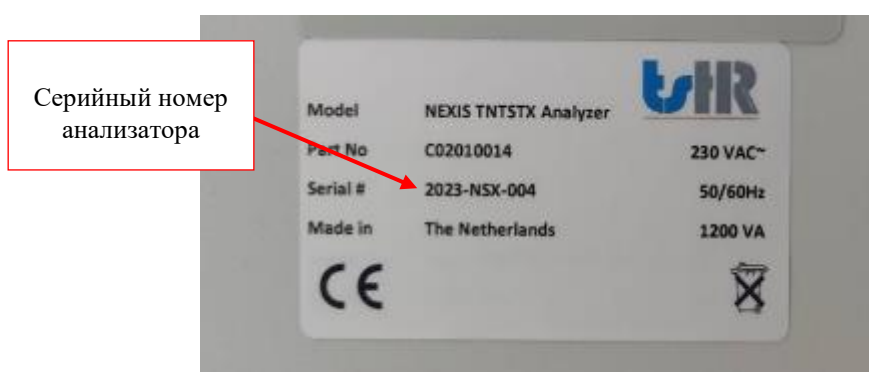 Серийный номер
анализатора
tsHR
Model NEXIS TNTSTX Analyzer
Part No C02010014 230 VAC~
Serial # 2023-NSX-004 50/60Hz
Made in The Netherlands 1200 VA
CE